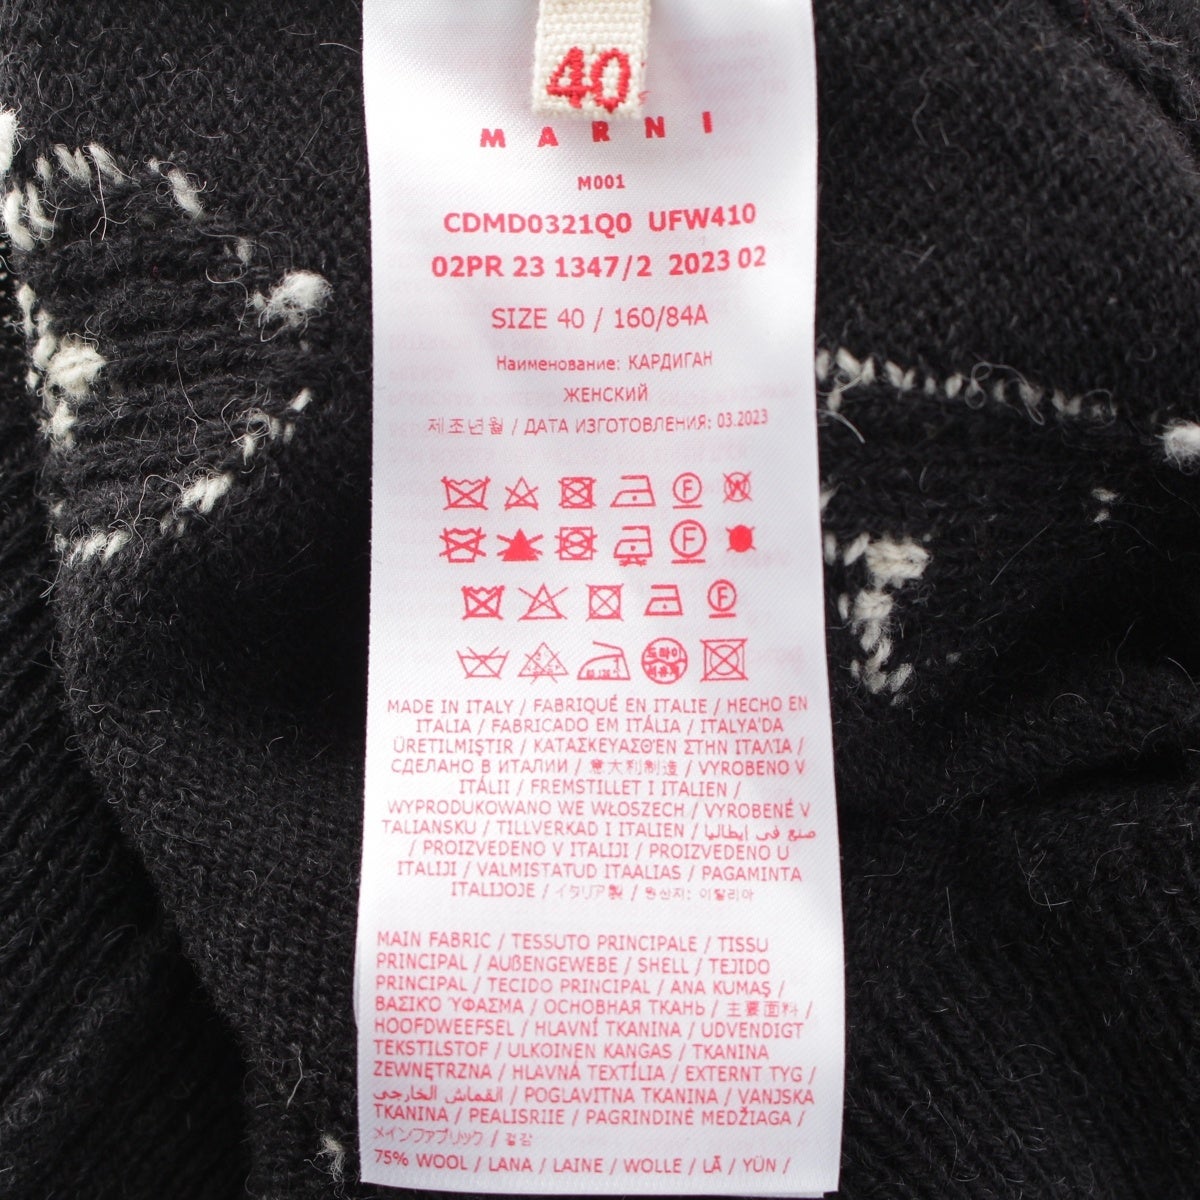 40
MARNI
M001
CDMD0321Q0 UFW410
02PR 23 1347/2 2023 02
SIZE 40 / 160/84A
Наименование: КАРДИГАН
ЖЕНСКИЙ
제조년월 / ДАТА ИЗГОТОВЛЕНИЯ: 03.2023
F W
F
F
드라이
MADE IN ITALY / FABRIQUÉ EN ITALIE / HECHO EN
ITALIA / FABRICADO EM ITÁLIA / ITALYA'DA
ÜRETILMIŞTIR / ΚΑΤΑΣΚΕΥΑΣΘΈΝ ΣΤΗΝ ΙΤΑΛΊΑ /
СДЕЛАНО В ИТАЛИИ / 意大利制造 / VYROBENO V
ITÁLII / FREMSTILLET I ITALIEN /
WYPRODUKOWANO WE WŁOSZECH / VYROBENÉ V
TALIANSKU / TILLVERKAD I ITALIEN / صنع في إيطاليا
/ PROIZVEDENO V ITALIJI / PROIZVEDENO U
ITALIJI / VALMISTATUD ITAALIAS / PAGAMINTA
ITALIJOJE / イタリア製 / 원산지: 이탈리아
MAIN FABRIC / TESSUTO PRINCIPALE / TISSU
PRINCIPAL / AUßENGEWEBE / SHELL / TEJIDO
PRINCIPAL / TECIDO PRINCIPAL / ANA KUMAŞ /
ΒΑΣΙΚΌ ΎΦΑΣΜΑ / ОСНОВНАЯ ТКАНЬ / 主要面料 /
HOOFDWEEFSEL / HLAVNÍ TKANINA / UDVENDIGT
TEKSTILSTOF / ULKOINEN KANGAS / TKANINA
ZEWNĘTRZNA / HLAVNÁ TEXTÍLIA / EXTERNT TYG /
القماش الخارجي / POGLAVITNA TKANINA / VANJSKA
TKANINA / PEALISRIIE / PAGRINDINĖ MEDŽIAGA /
メインファブリック / 겉감
75% WOOL / LANA / LAINE / WOLLE / LÃ / YÜN /